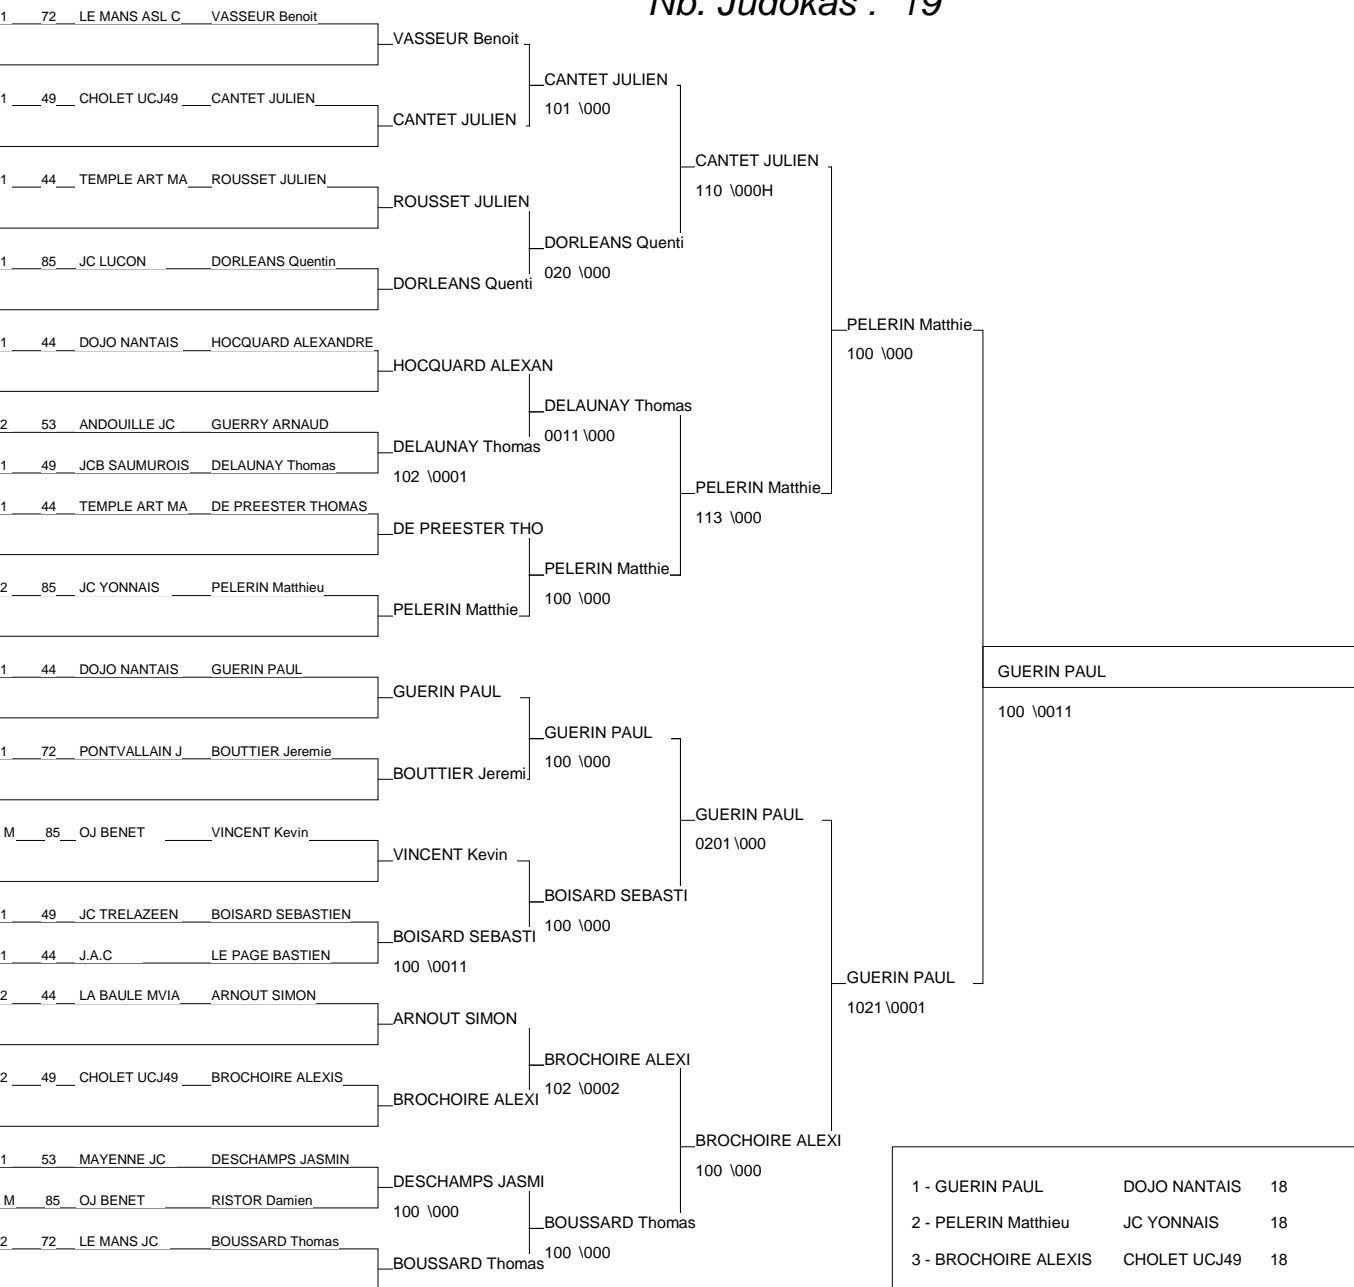 Nb. Judokas : 19
1 72 LE MANS ASL C VASSEUR Benoit
VASSEUR Benoit
CANTET JULIEN
1 49 CHOLET UCJ49 CANTET JULIEN
101 \000
CANTET JULIEN
CANTET JULIEN
1 44 TEMPLE ART MA ROUSSET JULIEN
110 \000H
ROUSSET JULIEN
DORLEANS Quenti
1 85 JC LUCON DORLEANS Quentin
020 \000
DORLEANS Quenti
PELERIN Matthie
1 44 DOJO NANTAIS HOCQUARD ALEXANDRE
100 \000
HOCQUARD ALEXAN
DELAUNAY Thomas
2 53 ANDOUILLE JC GUERRY ARNAUD
0011 \000
DELAUNAY Thomas
1 49 JCB SAUMUROIS DELAUNAY Thomas
102 \0001
PELERIN Matthie
1 44 TEMPLE ART MA DE PREESTER THOMAS
113 \000
DE PREESTER THO
PELERIN Matthie
2 85 JC YONNAIS PELERIN Matthieu
100 \000
PELERIN Matthie
1 44 DOJO NANTAIS GUERIN PAUL
GUERIN PAUL
GUERIN PAUL
100 \0011
GUERIN PAUL
1 72 PONTVALLAIN J BOUTTIER Jeremie
100 \000
BOUTTIER Jeremi
GUERIN PAUL
M 85 OJ BENET VINCENT Kevin
0201 \000
VINCENT Kevin
BOISARD SEBASTI
1 49 JC TRELAZEEN BOISARD SEBASTIEN
100 \000
BOISARD SEBASTI
1 44 J.A.C LE PAGE BASTIEN
100 \0011
GUERIN PAUL
2 44 LA BAULE MVIA ARNOUT SIMON
1021 \0001
ARNOUT SIMON
BROCHOIRE ALEXI
2 49 CHOLET UCJ49 BROCHOIRE ALEXIS
102 \0002
BROCHOIRE ALEXI
BROCHOIRE ALEXI
1 53 MAYENNE JC DESCHAMPS JASMIN
100 \000
DESCHAMPS JASMI
1 - GUERIN PAUL DOJO NANTAIS 18
M 85 OJ BENET RISTOR Damien
100 \000
BOUSSARD Thomas
2 - PELERIN Matthieu JC YONNAIS 18
2 72 LE MANS JC BOUSSARD Thomas
100 \000
BOUSSARD Thomas
3 - BROCHOIRE ALEXIS CHOLET UCJ49 18